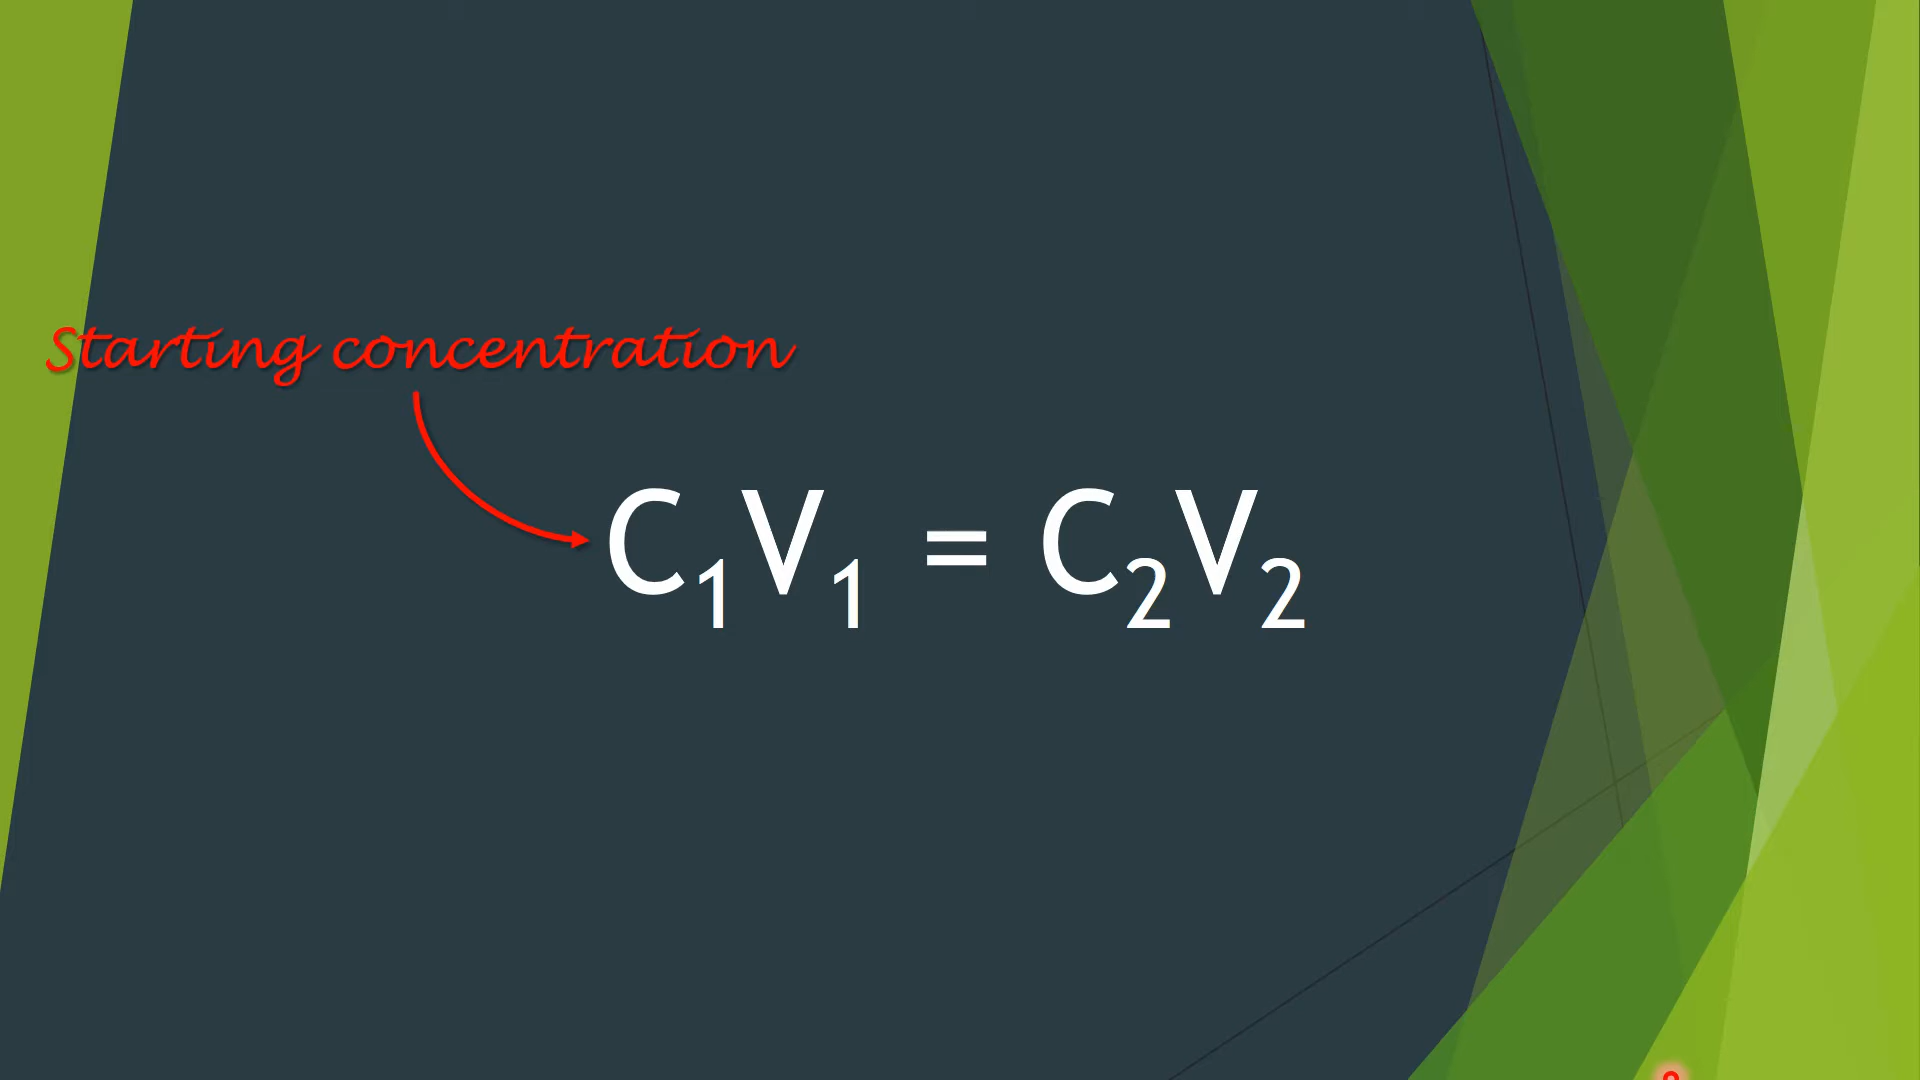 Starting concentration
C₁V₁ = C₂V₂